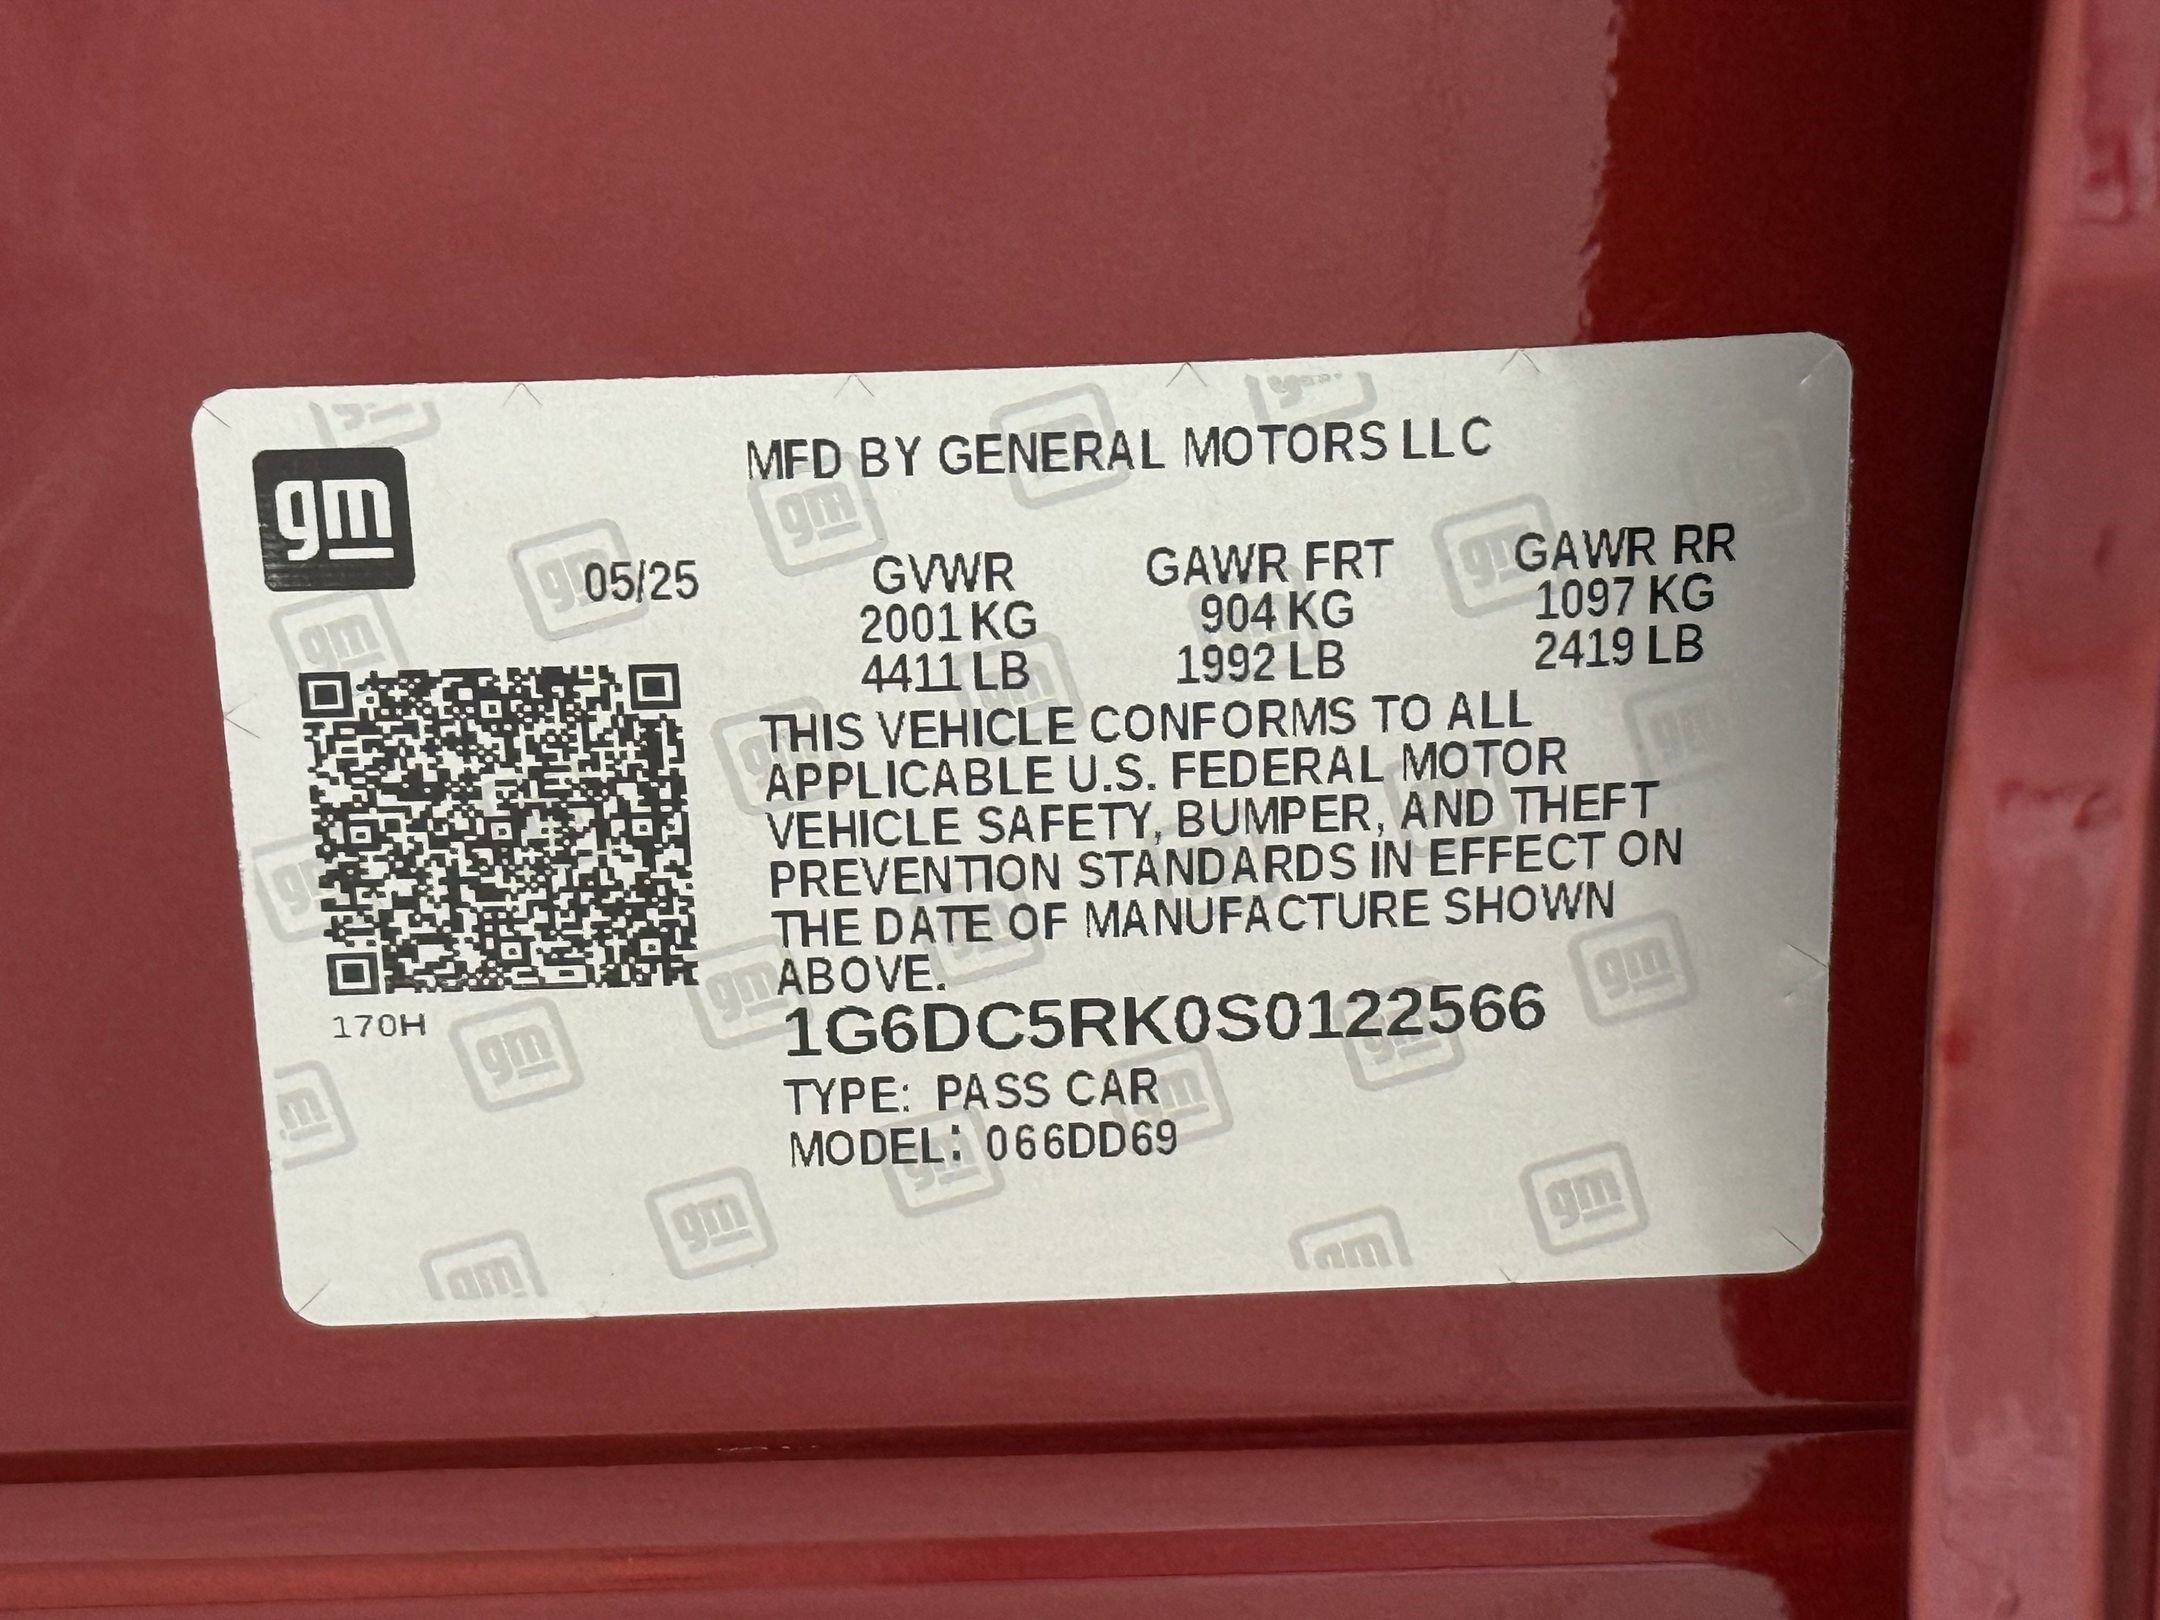 gm
MFD BY GENERAL MOTORS LLC
05/25
GVWR GAWR FRT GAWR RR
2001 KG 904 KG 1097 KG
4411 LB 1992 LB 2419 LB
THIS VEHICLE CONFORMS TO ALL
APPLICABLE U.S. FEDERAL MOTOR
VEHICLE SAFETY, BUMPER, AND THEFT
PREVENTION STANDARDS IN EFFECT ON
THE DATE OF MANUFACTURE SHOWN
ABOVE.
170H
1G6DC5RK0S0122566
TYPE: PASS CAR
MODEL: 066DD69